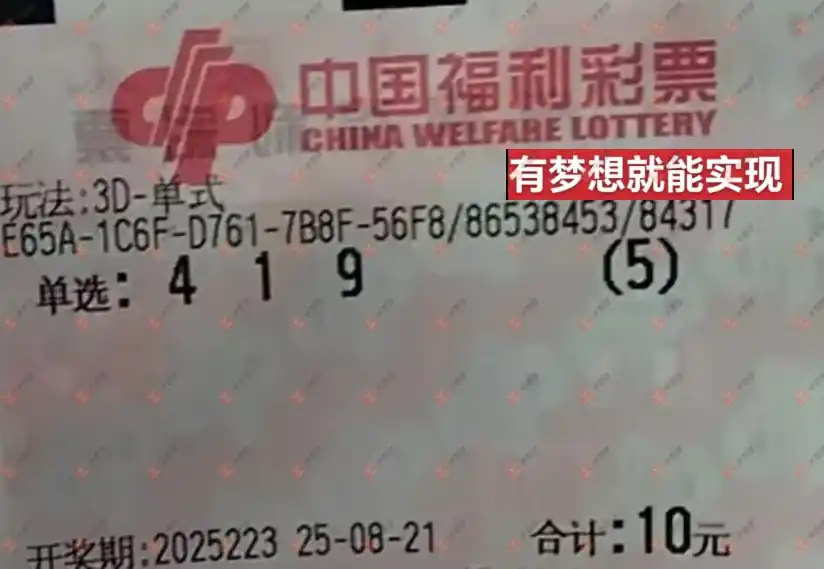 中国福利彩票
CHINA WELFARE LOTTERY
有梦想就能实现
玩法:3D-单式
E65A-1C6F-D761-7B8F-56F8/86538453/84317
单选: 4 1 9 (5)
开奖期:2025223 25-08-21 合计:10元